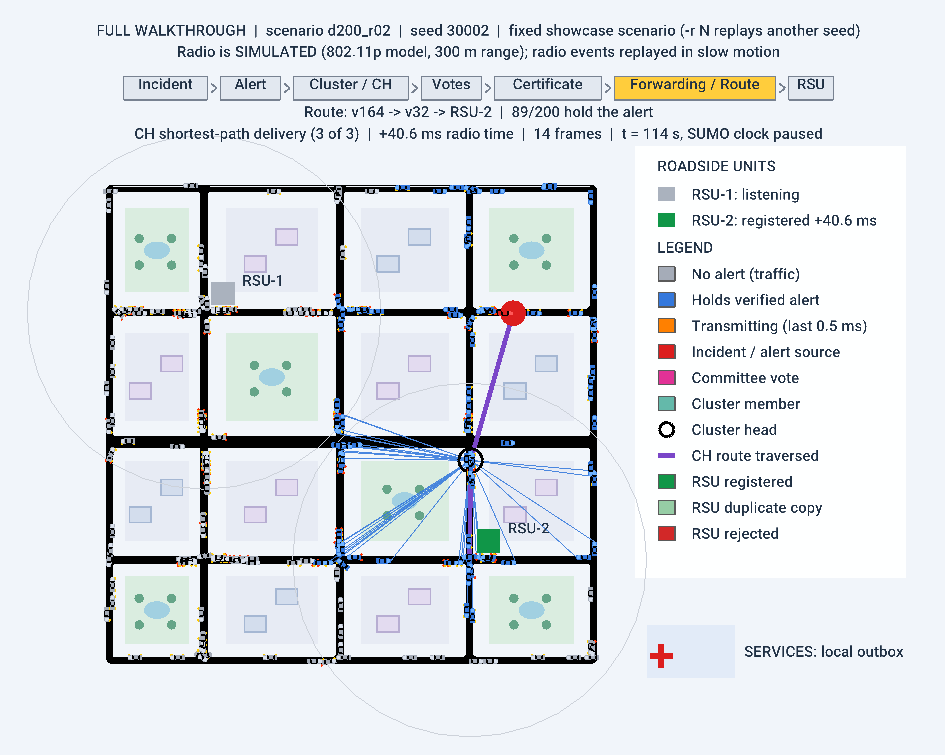 FULL WALKTHROUGH | scenario d200_r02 | seed 30002 | fixed showcase scenario (-r N replays another seed)
Radio is SIMULATED (802.11p model, 300 m range); radio events replayed in slow motion
Incident > Alert > Cluster / CH > Votes > Certificate > Forwarding / Route > RSU
Route: v164 -> v32 -> RSU-2 | 89/200 hold the alert
CH shortest-path delivery (3 of 3) | +40.6 ms radio time | 14 frames | t = 114 s, SUMO clock paused
RSU-1
RSU-2
ROADSIDE UNITS
RSU-1: listening
RSU-2: registered +40.6 ms
LEGEND
No alert (traffic)
Holds verified alert
Transmitting (last 0.5 ms)
Incident / alert source
Committee vote
Cluster member
Cluster head
CH route traversed
RSU registered
RSU duplicate copy
RSU rejected
SERVICES: local outbox